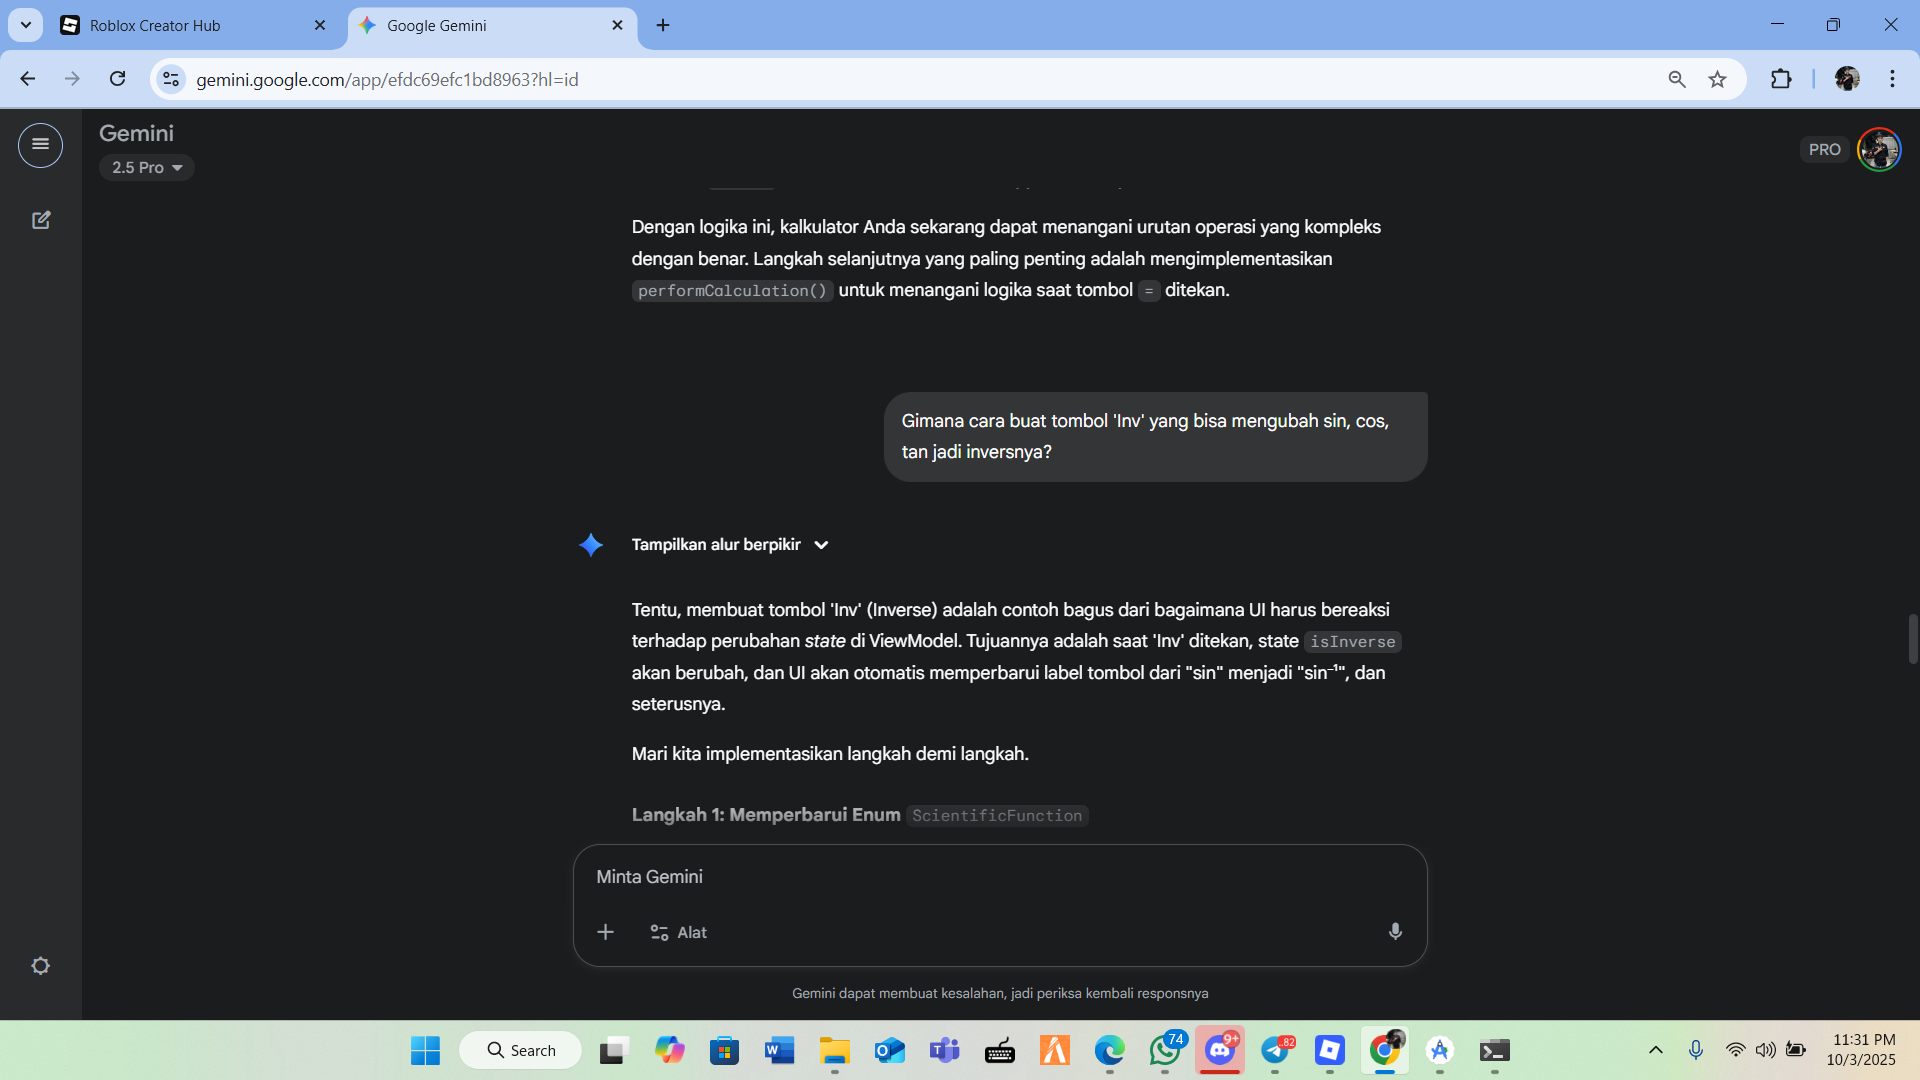 Roblox Creator Hub
Google Gemini
gemini.google.com/app/efdc69efc1bd8963?hl=id
Gemini
2.5 Pro
PRO
Dengan logika ini, kalkulator Anda sekarang dapat menangani urutan operasi yang kompleks
dengan benar. Langkah selanjutnya yang paling penting adalah mengimplementasikan
performCalculation() untuk menangani logika saat tombol = ditekan.
Gimana cara buat tombol 'Inv' yang bisa mengubah sin, cos,
tan jadi inversnya?
Tampilkan alur berpikir
Tentu, membuat tombol 'Inv' (Inverse) adalah contoh bagus dari bagaimana UI harus bereaksi
terhadap perubahan state di ViewModel. Tujuannya adalah saat 'Inv' ditekan, state isInverse
akan berubah, dan UI akan otomatis memperbarui label tombol dari "sin" menjadi "sin⁻¹", dan
seterusnya.
Mari kita implementasikan langkah demi langkah.
Langkah 1: Memperbarui Enum ScientificFunction
Minta Gemini
Alat
Gemini dapat membuat kesalahan, jadi periksa kembali responsnya
Search
74
9+
..82
11:31 PM
10/3/2025